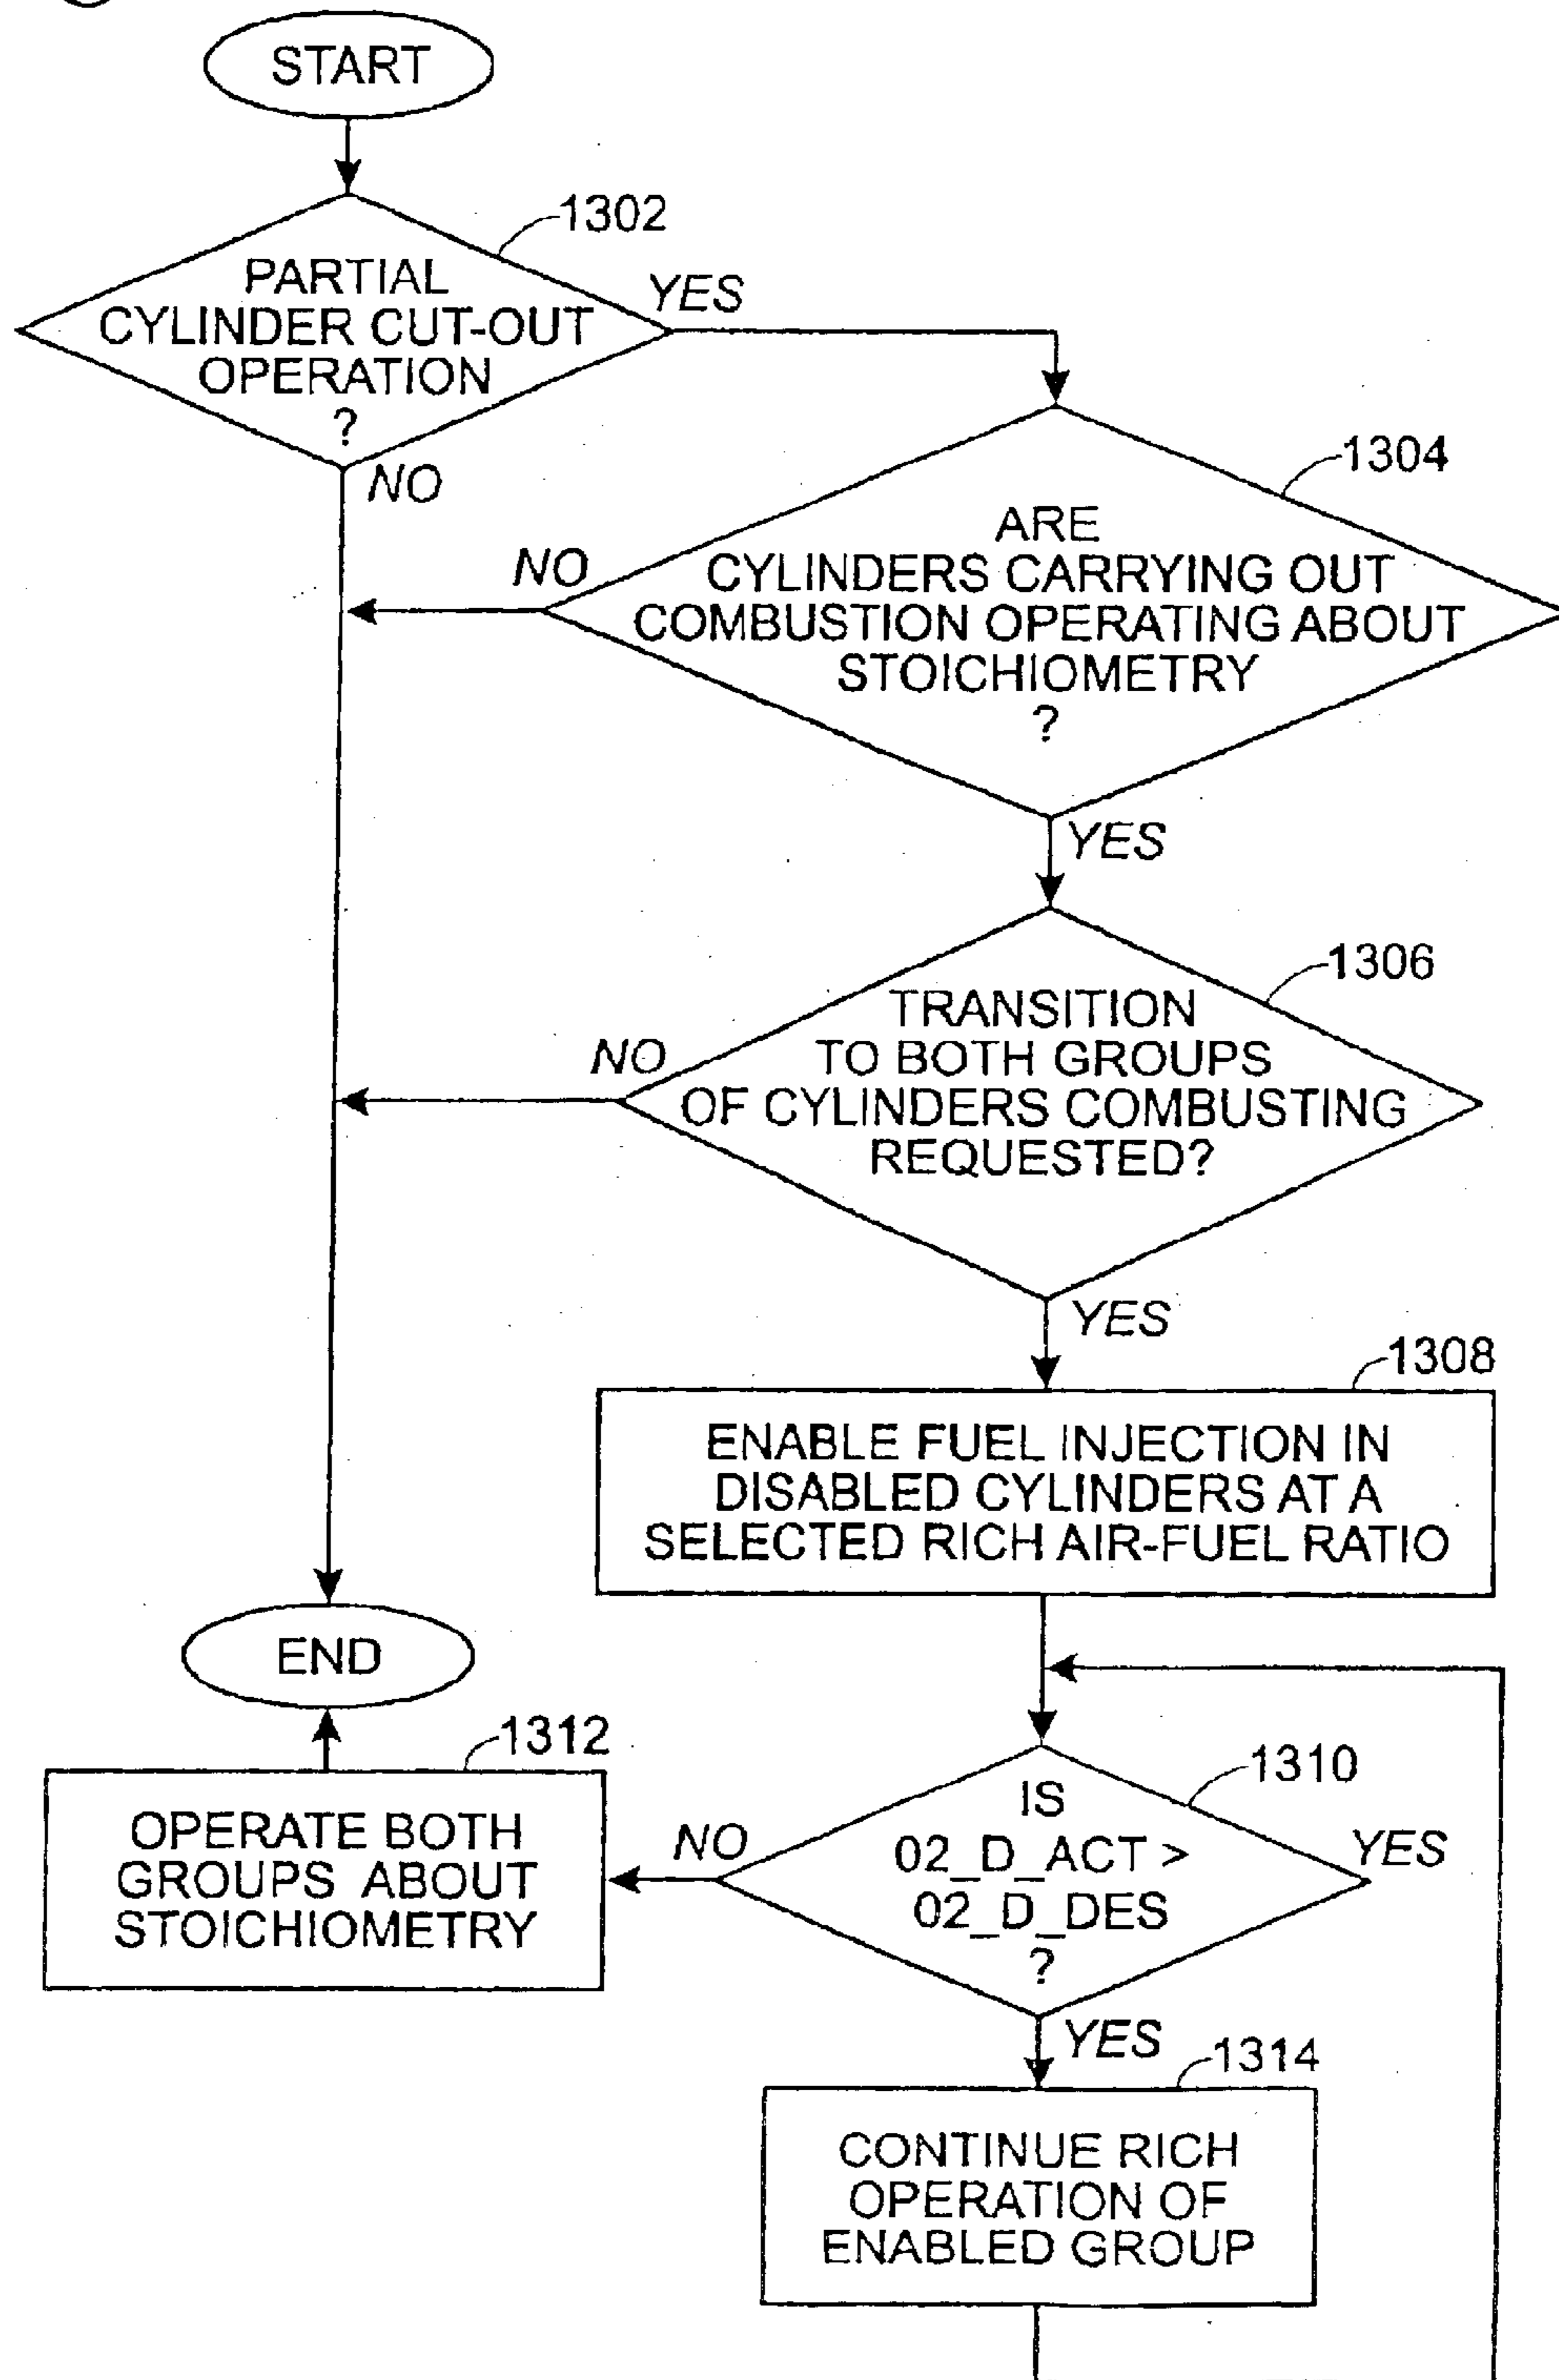 START
1302
PARTIAL
CYLINDER CUT-OUT
OPERATION
?
YES
NO
1304
ARE
CYLINDERS CARRYING OUT
COMBUSTION OPERATING ABOUT
STOICHIOMETRY
?
NO
YES
1306
TRANSITION
TO BOTH GROUPS
OF CYLINDERS COMBUSTING
REQUESTED?
NO
YES
1308
ENABLE FUEL INJECTION IN
DISABLED CYLINDERS AT A
SELECTED RICH AIR-FUEL RATIO
END
1312
OPERATE BOTH
GROUPS ABOUT
STOICHIOMETRY
1310
IS
02_D_ACT >
02_D_DES
?
NO
YES
YES
1314
CONTINUE RICH
OPERATION OF
ENABLED GROUP